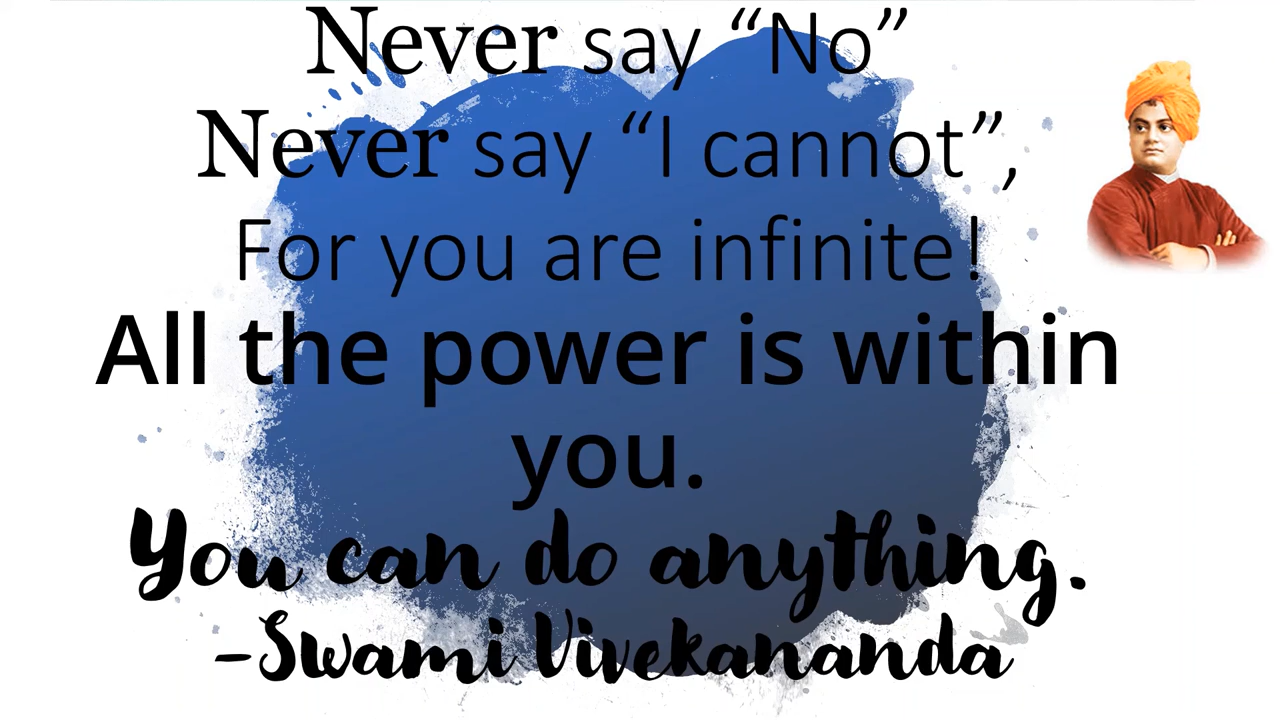 Never say “No”
Never say “I cannot”,
For you are infinite!
All the power is within
you.
You can do anything.
-Swami Vivekananda